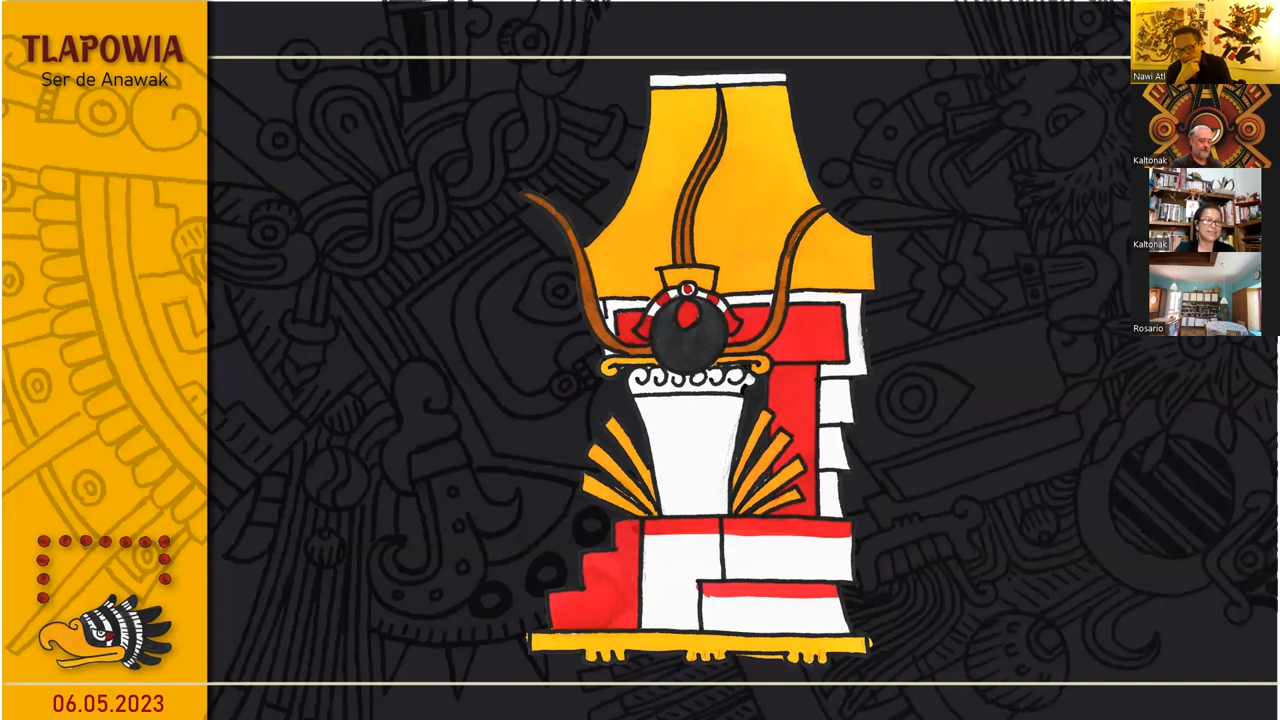 TLAPOWIA
Ser de Anawak
06.05.2023
Nawi Atl
Kaltonak
Kaltonak
Rosario